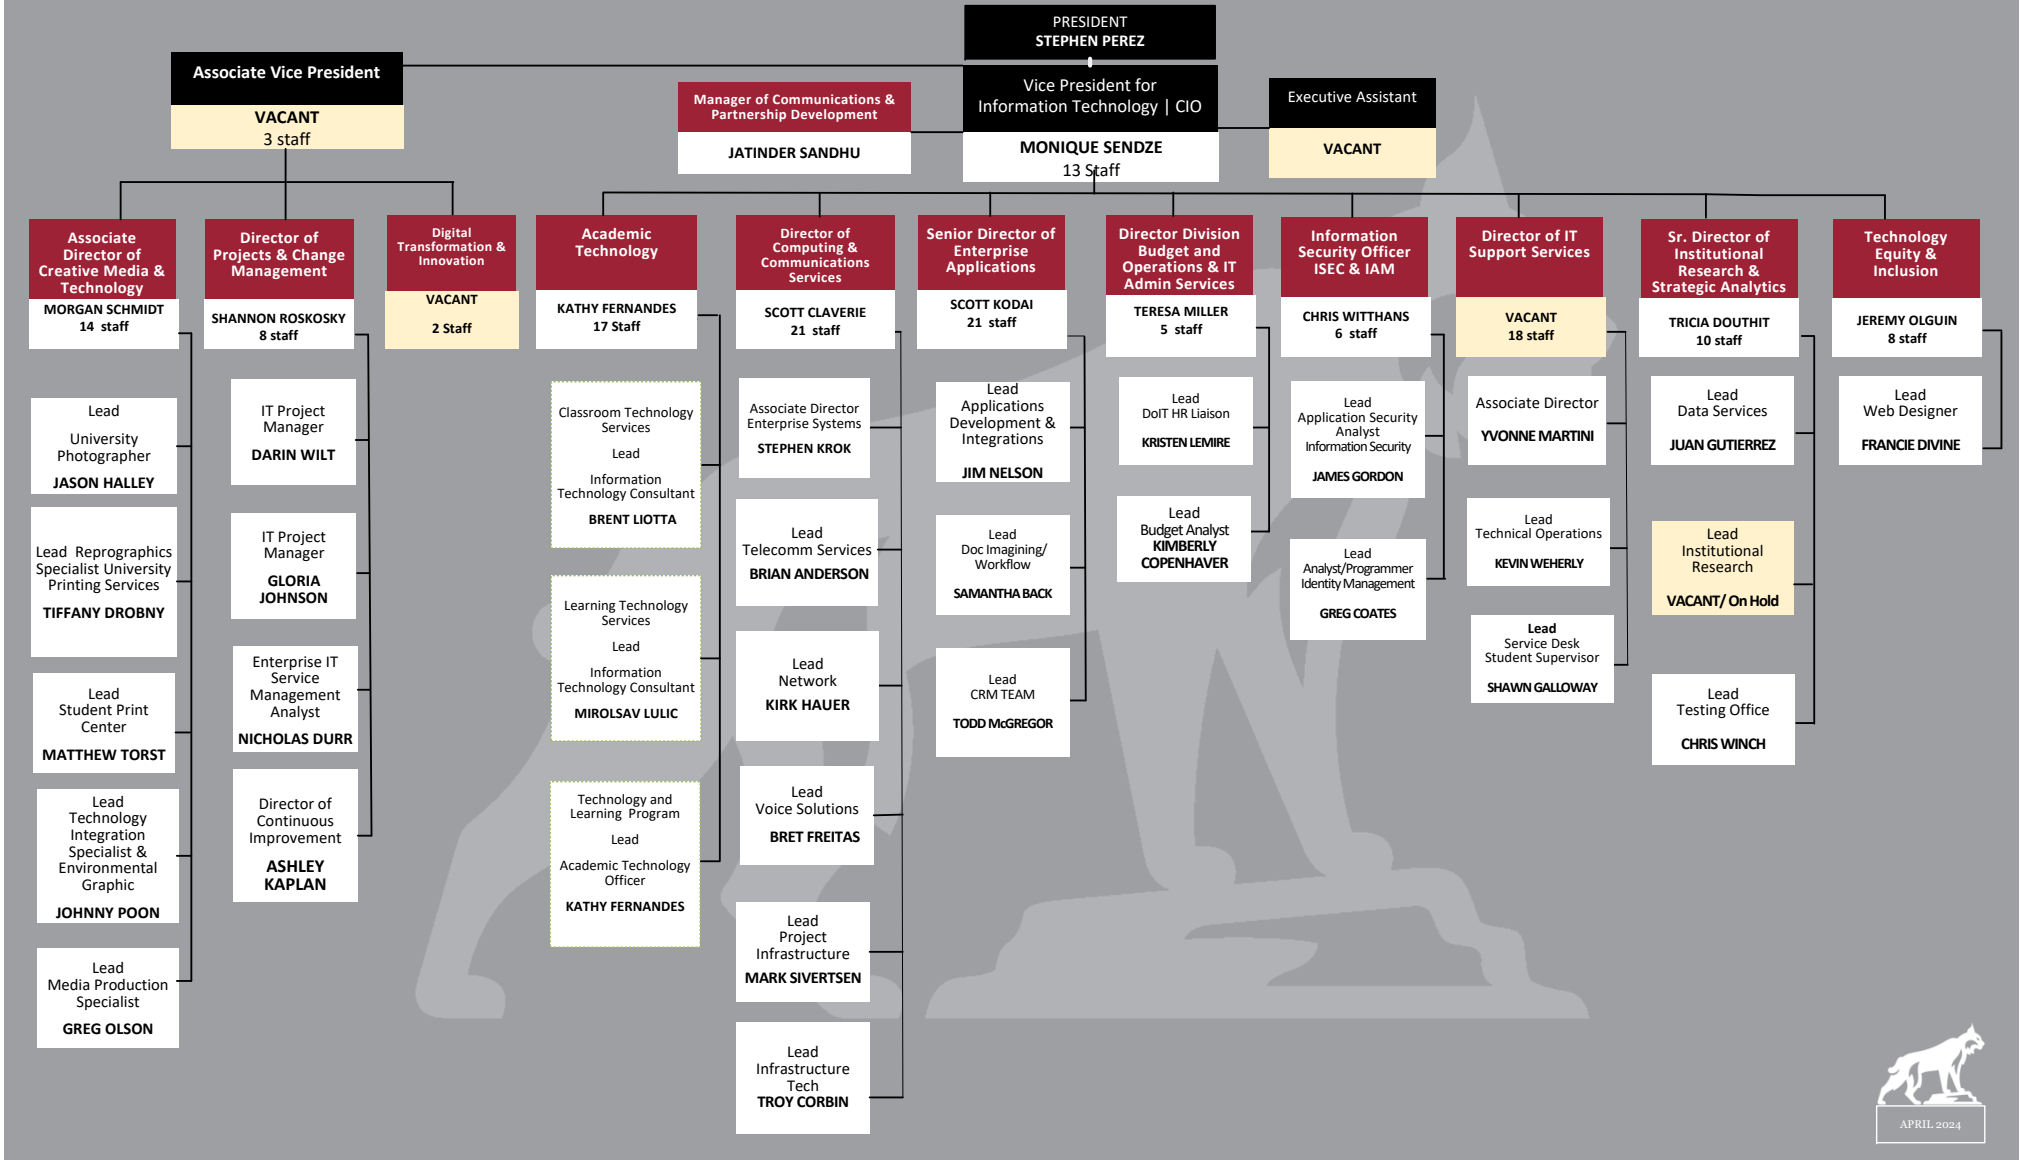 PRESIDENT
STEPHEN PEREZ
Associate Vice President
VACANT
3 staff
Manager of Communications &
Partnership Development
JATINDER SANDHU
Vice President for
Information Technology | CIO
MONIQUE SENDZE
13 Staff
Executive Assistant
VACANT
Associate
Director of
Creative Media &
Technology
MORGAN SCHMIDT
14 staff
Lead
University
Photographer
JASON HALLEY
Lead Reprographics
Specialist University
Printing Services
TIFFANY DROBNY
Lead
Student Print
Center
MATTHEW TORST
Lead
Technology
Integration
Specialist &
Environmental
Graphic
JOHNNY POON
Lead
Media Production
Specialist
GREG OLSON
Director of
Projects & Change
Management
SHANNON ROSKOSKY
8 staff
IT Project
Manager
DARIN WILT
IT Project
Manager
GLORIA
JOHNSON
Enterprise IT
Service
Management
Analyst
NICHOLAS DURR
Director of
Continuous
Improvement
ASHLEY
KAPLAN
Digital
Transformation &
Innovation
VACANT
2 Staff
Academic
Technology
KATHY FERNANDES
17 Staff
Classroom Technology
Services
Lead
Information
Technology Consultant
BRENT LIOTTA
Learning Technology
Services
Lead
Information
Technology Consultant
MIROLSAV LULIC
Technology and
Learning Program
Lead
Academic Technology
Officer
KATHY FERNANDES
Director of
Computing &
Communications
Services
SCOTT CLAVERIE
21 staff
Associate Director
Enterprise Systems
STEPHEN KROK
Lead
Telecomm Services
BRIAN ANDERSON
Lead
Network
KIRK HAUER
Lead
Voice Solutions
BRET FREITAS
Lead
Project
Infrastructure
MARK SIVERTSEN
Lead
Infrastructure
Tech
TROY CORBIN
Senior Director of
Enterprise
Applications
SCOTT KODAI
21 staff
Lead
Applications
Development &
Integrations
JIM NELSON
Lead
Doc Imagining/
Workflow
SAMANTHA BACK
Lead
CRM TEAM
TODD McGREGOR
Director Division
Budget and
Operations & IT
Admin Services
TERESA MILLER
5 staff
Lead
DoIT HR Liaison
KRISTEN LEMIRE
Lead
Budget Analyst
KIMBERLY
COPENHAVER
Information
Security Officer
ISEC & IAM
CHRIS WITTHANS
6 staff
Lead
Application Security
Analyst
Information Security
JAMES GORDON
Lead
Analyst/Programmer
Identity Management
GREG COATES
Director of IT
Support Services
VACANT
18 staff
Associate Director
YVONNE MARTINI
Lead
Technical Operations
KEVIN WEHERLY
Lead
Service Desk
Student Supervisor
SHAWN GALLOWAY
Sr. Director of
Institutional
Research &
Strategic Analytics
TRICIA DOUTHIT
10 staff
Lead
Data Services
JUAN GUTIERREZ
Lead
Institutional
Research
VACANT/ On Hold
Lead
Testing Office
CHRIS WINCH
Technology
Equity &
Inclusion
JEREMY OLGUIN
8 staff
Lead
Web Designer
FRANCIE DIVINE
APRIL 2024